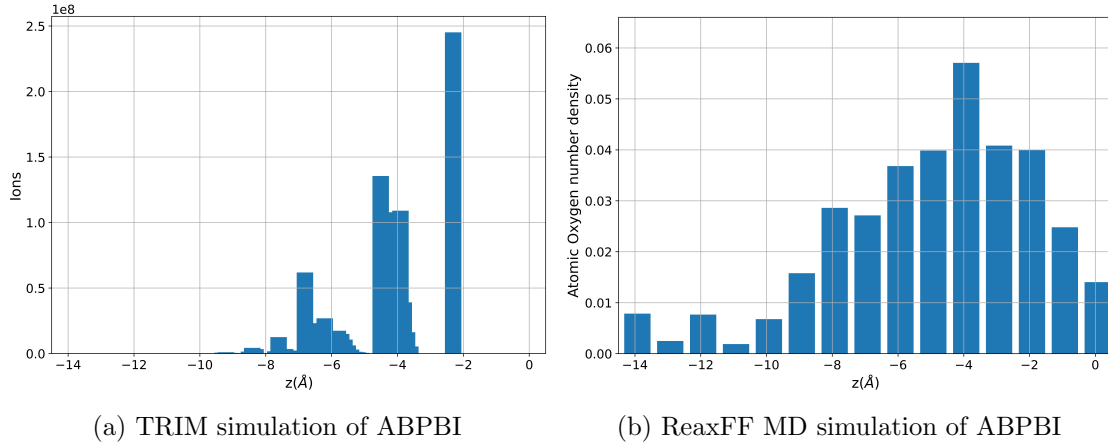 1e8
2.5
2.0
1.5
1.0
0.5
0.0
Ions
−14 −12 −10 −8 −6 −4 −2 0
z(Å)
(a) TRIM simulation of ABPBI
0.06
0.05
0.04
0.03
0.02
0.01
0.00
Atomic Oxygen number density
−14 −12 −10 −8 −6 −4 −2 0
z(Å)
(b) ReaxFF MD simulation of ABPBI